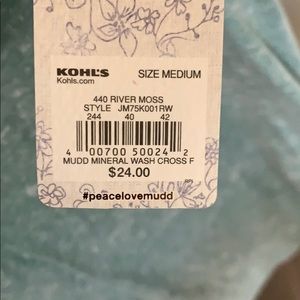 KOHL'S SIZE MEDIUM
Kohls.com
440 RIVER MOSS
STYLE JM75K001RW
244 40 42
4 00700 50024 2
MUDD MINERAL WASH CROSS F
$24.00
RPI
#peacelovemudd